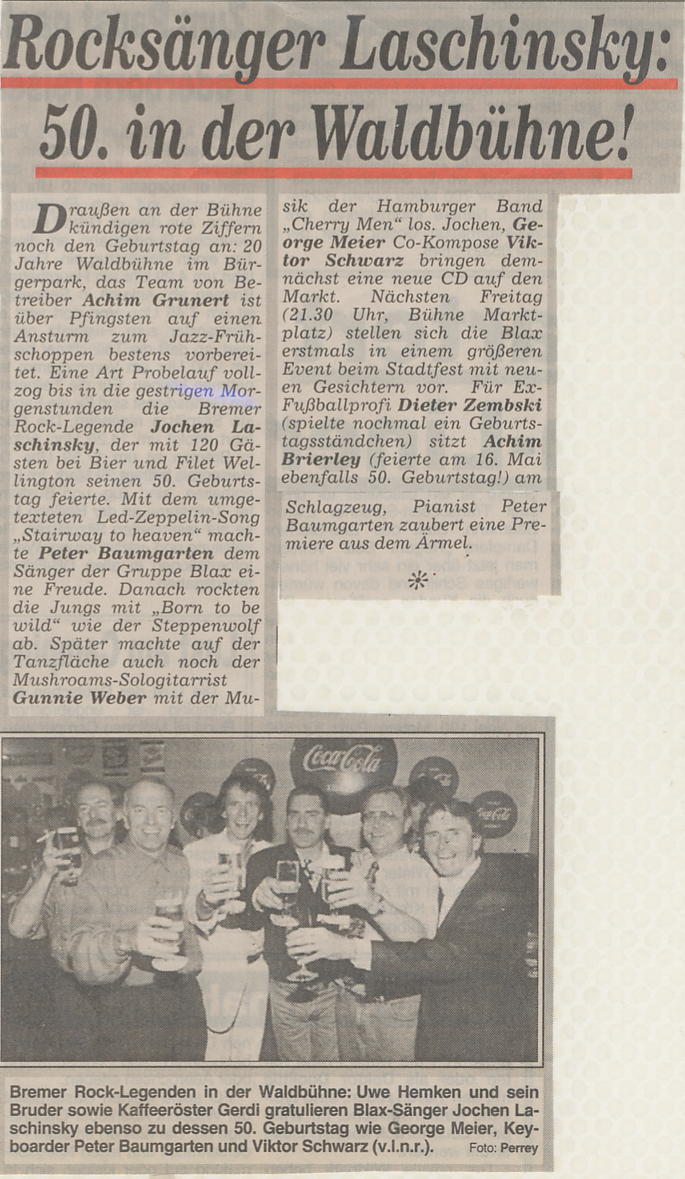 Rocksänger Laschinsky:
50. in der Waldbühne!
Draußen an der Bühne
kündigen rote Ziffern
noch den Geburtstag an: 20
Jahre Waldbühne im Bür-
gerpark, das Team von Be-
treiber Achim Grunert ist
über Pfingsten auf einen
Ansturm zum Jazz-Früh-
schoppen bestens vorberei-
tet. Eine Art Probelauf voll-
zog bis in die gestrigen Mor-
genstunden die Bremer
Rock-Legende Jochen La-
schinsky, der mit 120 Gä-
sten bei Bier und Filet Wel-
lington seinen 50. Geburts-
tag feierte. Mit dem umge-
texteten Led-Zeppelin-Song
„Stairway to heaven" mach-
te Peter Baumgarten dem
Sänger der Gruppe Blax ei-
ne Freude. Danach rockten
die Jungs mit „Born to be
wild" wie der Steppenwolf
ab. Später machte auf der
Tanzfläche auch noch der
Mushroams-Sologitarrist
Gunnie Weber mit der Mu-
sik der Hamburger Band
„Cherry Men" los. Jochen, Ge-
orge Meier Co-Kompose Vik-
tor Schwarz bringen dem-
nächst eine neue CD auf den
Markt. Nächsten Freitag
(21.30 Uhr, Bühne Markt-
platz) stellen sich die Blax
erstmals in einem größeren
Event beim Stadtfest mit neu-
en Gesichtern vor. Für Ex-
Fußballprofi Dieter Zembski
(spielte nochmal ein Geburts-
tagsständchen) sitzt Achim
Brierley (feierte am 16. Mai
ebenfalls 50. Geburtstag!) am
Schlagzeug, Pianist Peter
Baumgarten zaubert eine Pre-
miere aus dem Ärmel.
Coca-Cola
Coca-Cola
Bremer Rock-Legenden in der Waldbühne: Uwe Hemken und sein
Bruder sowie Kaffeeröster Gerdi gratulieren Blax-Sänger Jochen La-
schinsky ebenso zu dessen 50. Geburtstag wie George Meier, Key-
boarder Peter Baumgarten und Viktor Schwarz (v.l.n.r.). Foto: Perrey